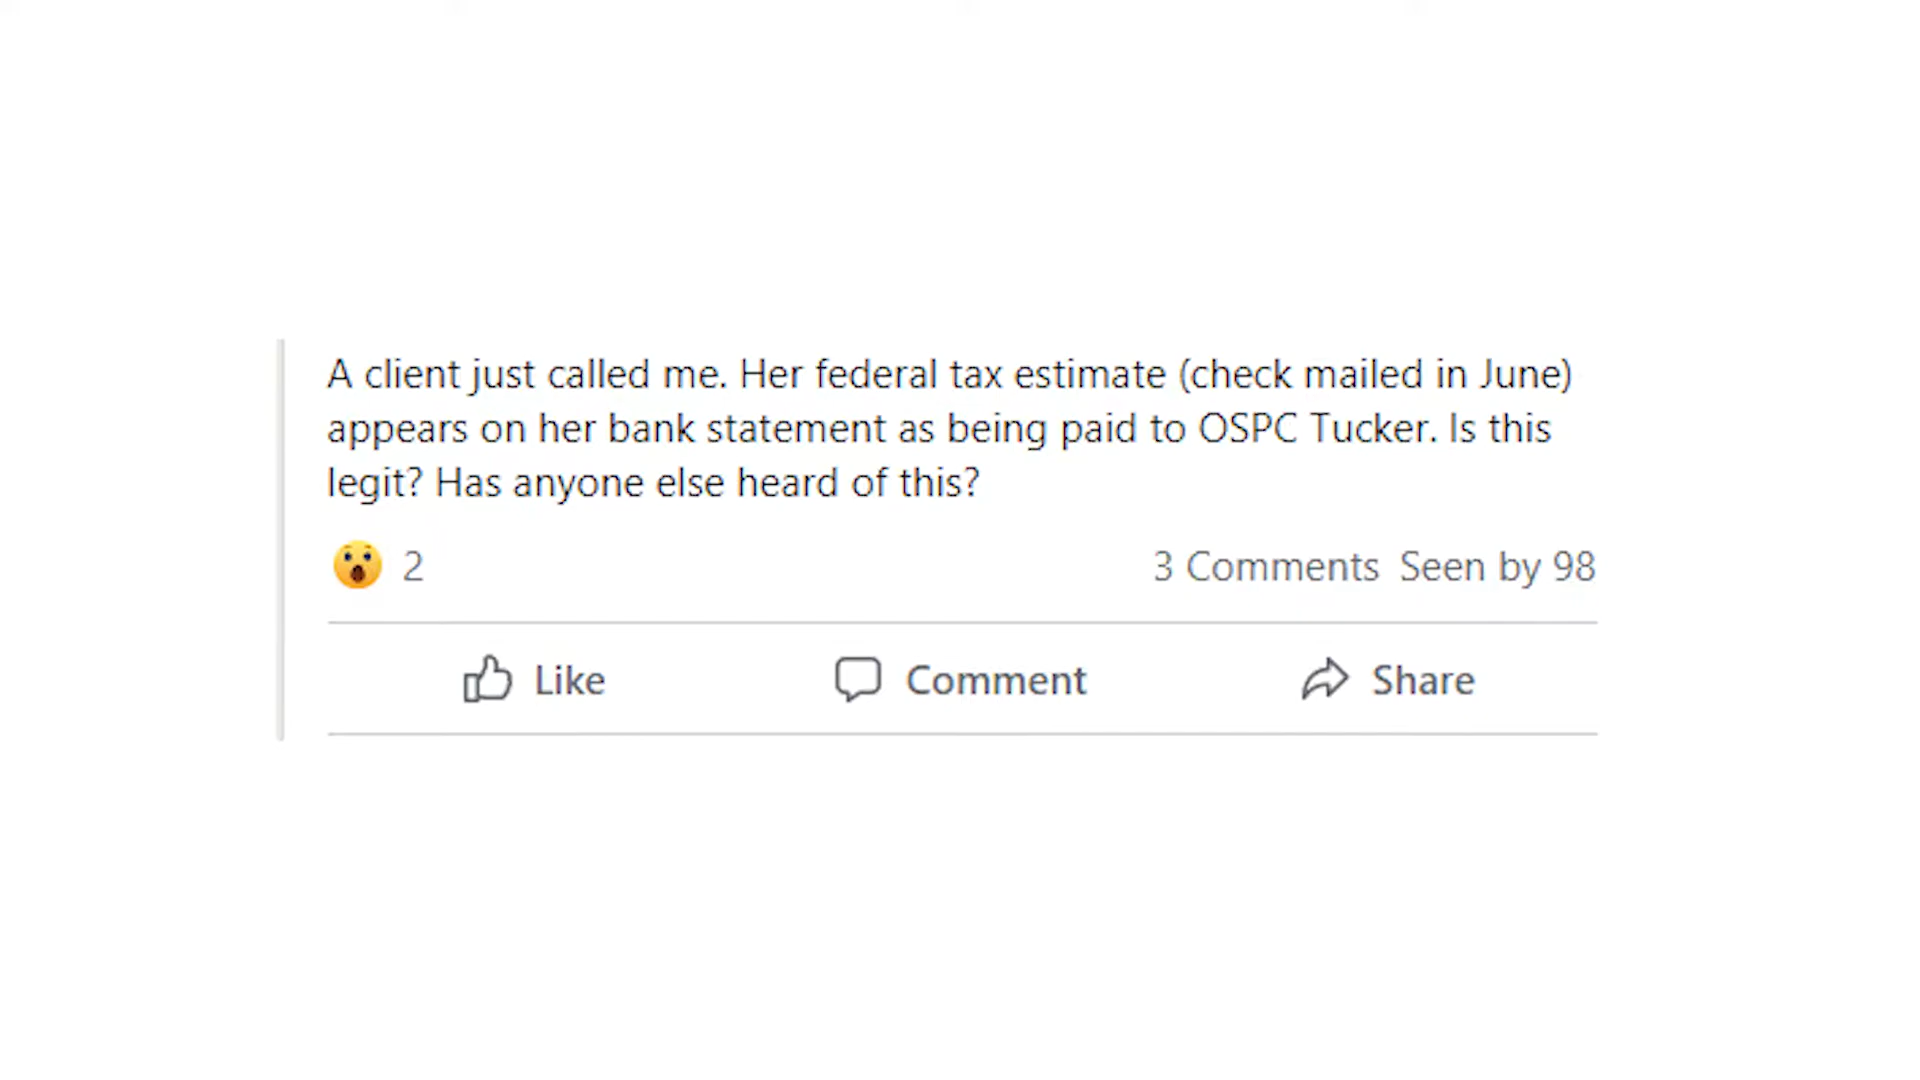 A client just called me. Her federal tax estimate (check mailed in June)
appears on her bank statement as being paid to OSPC Tucker. Is this
legit? Has anyone else heard of this?
2 3 Comments Seen by 98
Like Comment Share